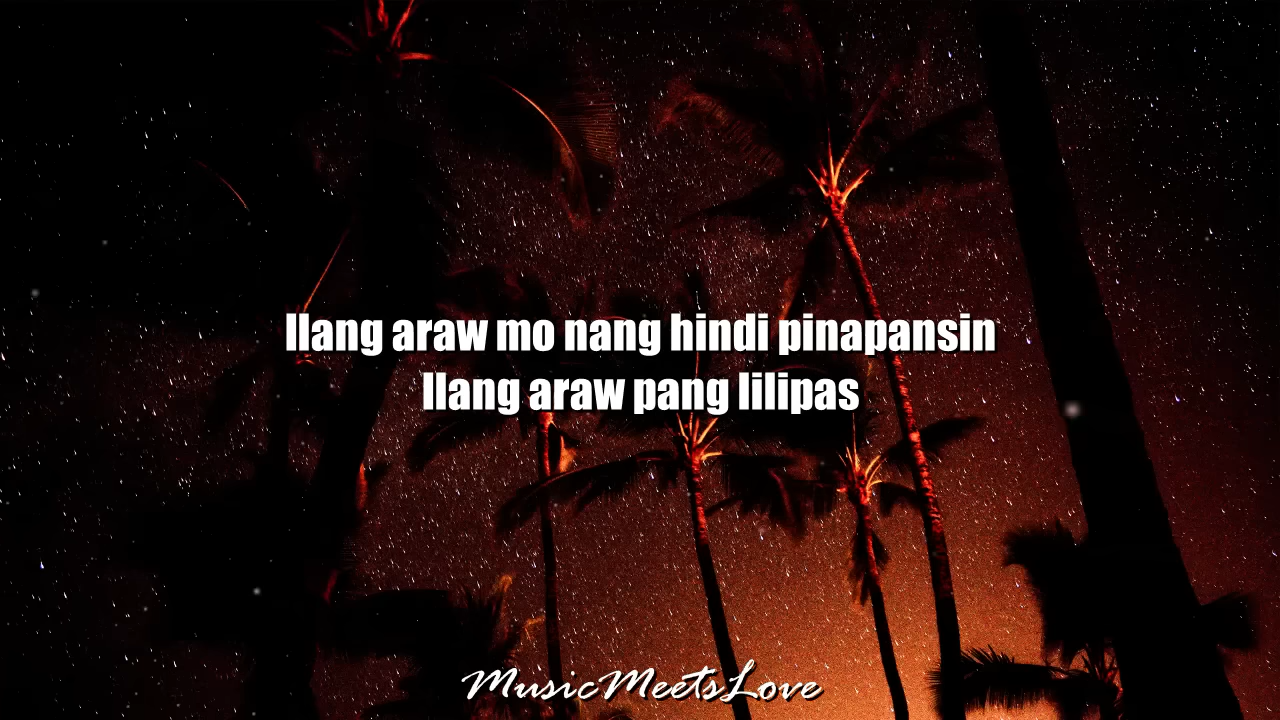 Ilang araw mo nang hindi pinapansin
Ilang araw pang lilipas
MusicMeetsLove